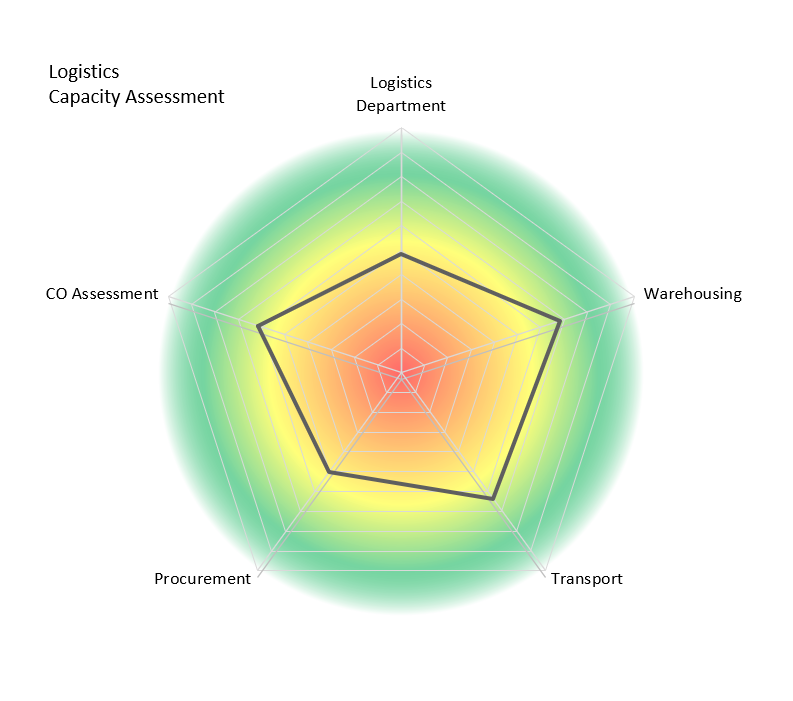 Logistics
Capacity Assessment
Logistics
Department
CO Assessment
Warehousing
Procurement
Transport